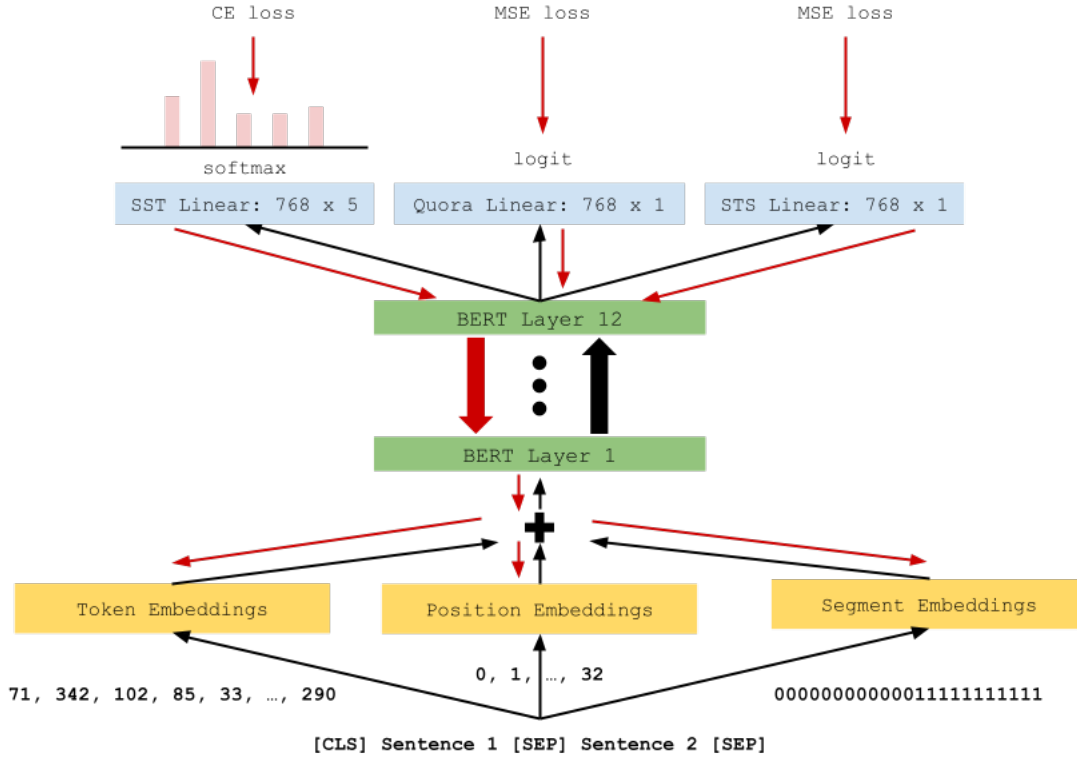 CE loss
MSE loss
MSE loss
softmax
logit
logit
SST Linear: 768 x 5
Quora Linear: 768 x 1
STS Linear: 768 x 1
BERT Layer 12
BERT Layer 1
Token Embeddings
Position Embeddings
Segment Embeddings
71, 342, 102, 85, 33, …, 290
0, 1, …, 32
000000000000011111111111
[CLS] Sentence 1 [SEP] Sentence 2 [SEP]